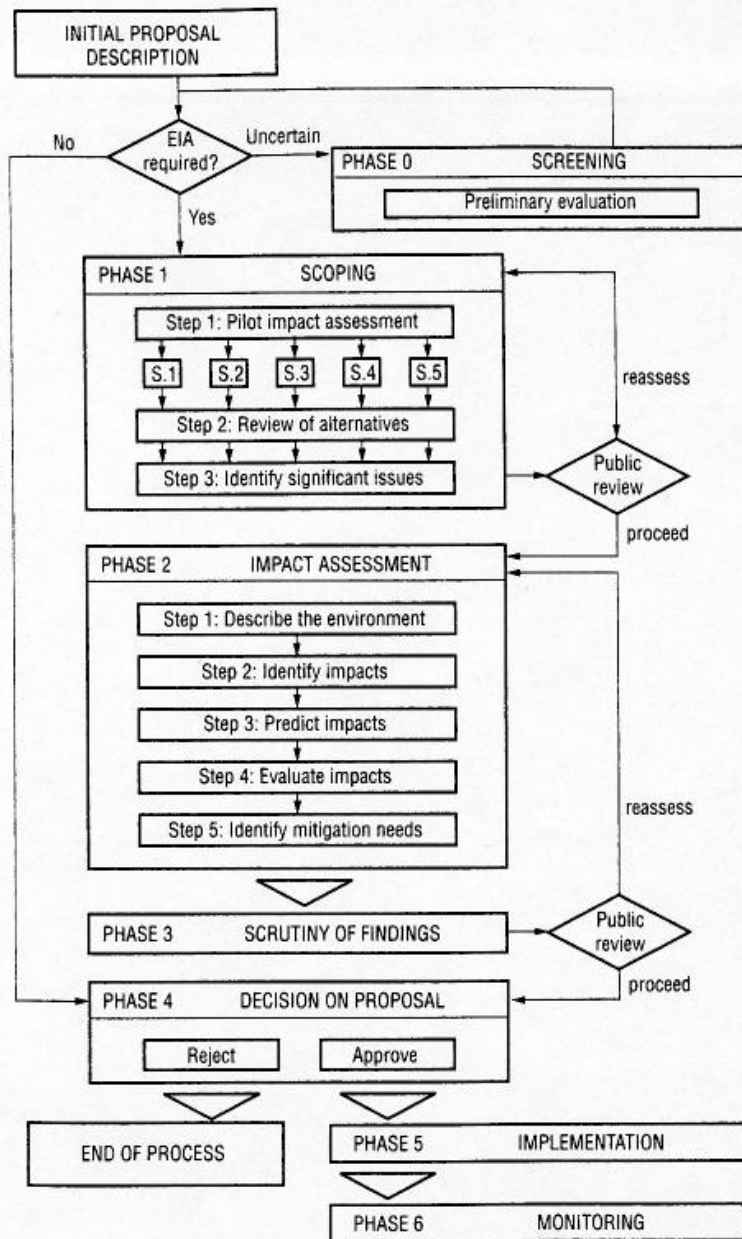 INITIAL PROPOSAL
DESCRIPTION
No
EIA
required?
Uncertain
PHASE 0 SCREENING
Preliminary evaluation
Yes
PHASE 1 SCOPING
Step 1: Pilot impact assessment
S.1 S.2 S.3 S.4 S.5
Step 2: Review of alternatives
Step 3: Identify significant issues
reassess
Public
review
proceed
PHASE 2 IMPACT ASSESSMENT
Step 1: Describe the environment
Step 2: Identify impacts
Step 3: Predict impacts
Step 4: Evaluate impacts
Step 5: Identify mitigation needs
reassess
PHASE 3 SCRUTINY OF FINDINGS
Public
review
proceed
PHASE 4 DECISION ON PROPOSAL
Reject Approve
END OF PROCESS
PHASE 5 IMPLEMENTATION
PHASE 6 MONITORING